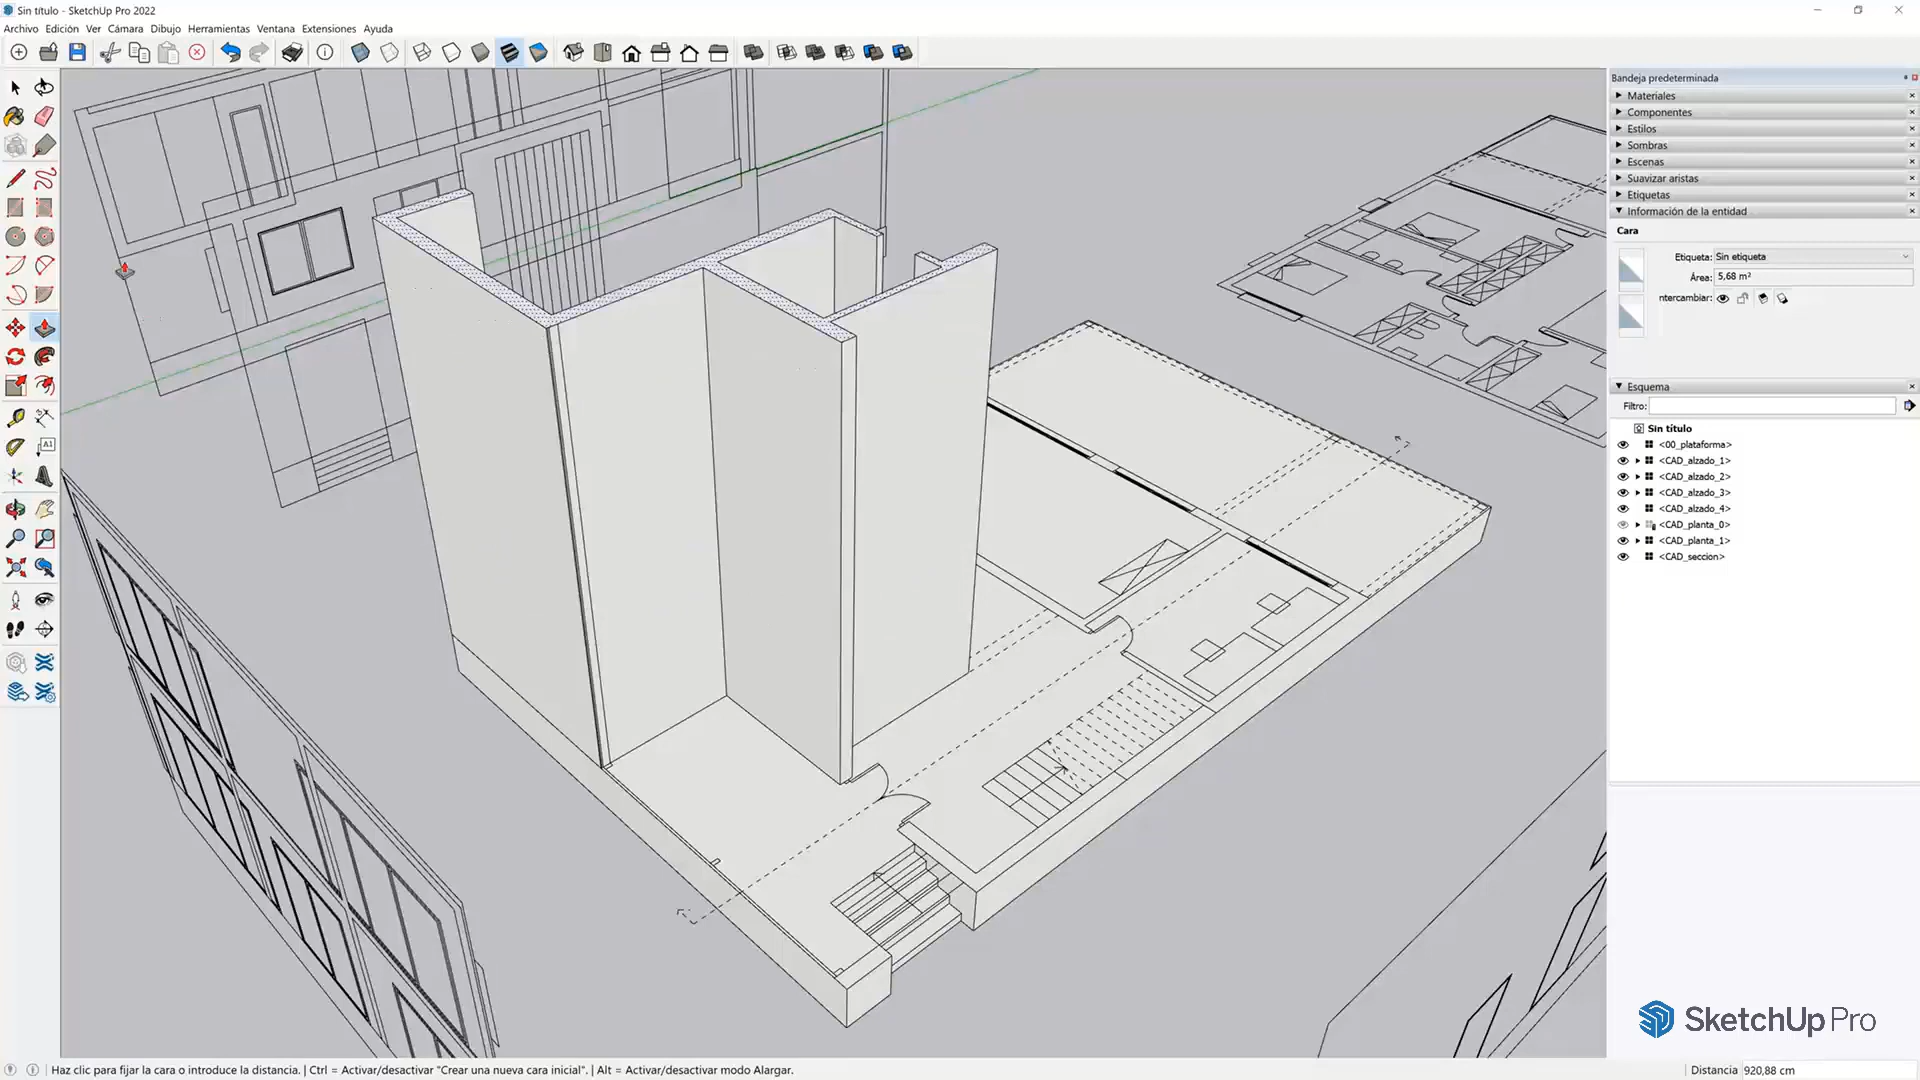 Sin título - SketchUp Pro 2022
Archivo Edición Ver Cámara Dibujo Herramientas Ventana Extensiones Ayuda
Bandeja predeterminada
Materiales
Componentes
Estilos
Sombras
Escenas
Suavizar aristas
Etiquetas
Información de la entidad
Cara
Etiqueta: Sin etiqueta
Área: 5,68 m²
ntercambiar:
Esquema
Filtro:
Sin título
<00_plataforma>
<CAD_alzado_1>
<CAD_alzado_2>
<CAD_alzado_3>
<CAD_alzado_4>
<CAD_planta_0>
<CAD_planta_1>
<CAD_seccion>
A1
SketchUp Pro
Haz clic para fijar la cara o introduce la distancia. | Ctrl = Activar/desactivar "Crear una nueva cara inicial". | Alt = Activar/desactivar modo Alargar.
Distancia 920,88 cm